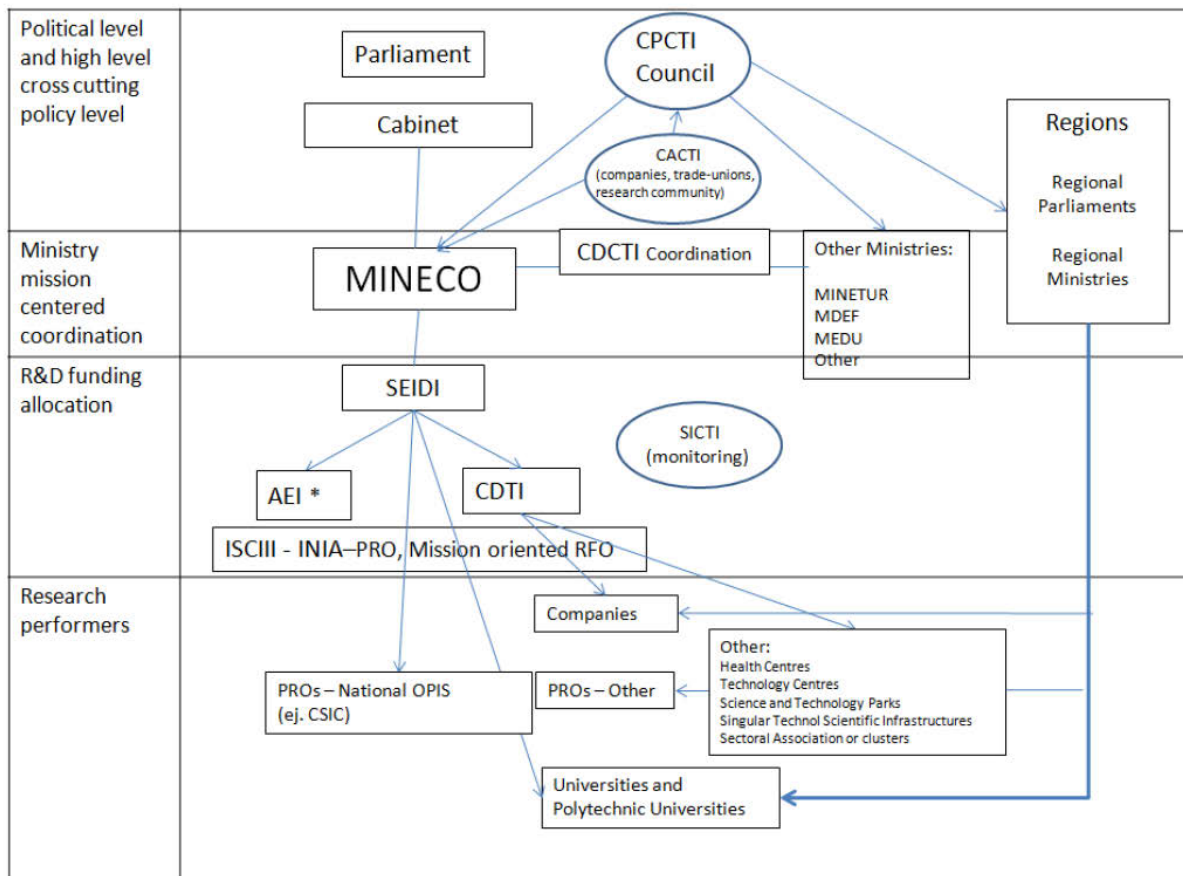 Political level
and high level
cross cutting
policy level
Parliament
Cabinet
CPCTI
Council
CACTI
(companies, trade-unions,
research community)
Regions
Regional
Parliaments
Regional
Ministries
Ministry
mission
centered
coordination
MINECO
CDCTI Coordination
Other Ministries:
MINETUR
MDEF
MEDU
Other
R&D funding
allocation
SEIDI
SICTI
(monitoring)
AEI *
CDTI
ISCIII - INIA–PRO, Mission oriented RFO
Research
performers
Companies
Other:
Health Centres
Technology Centres
Science and Technology Parks
Singular Technol Scientific Infrastructures
Sectoral Association or clusters
PROs – National OPIS
(ej. CSIC)
PROs – Other
Universities and
Polytechnic Universities